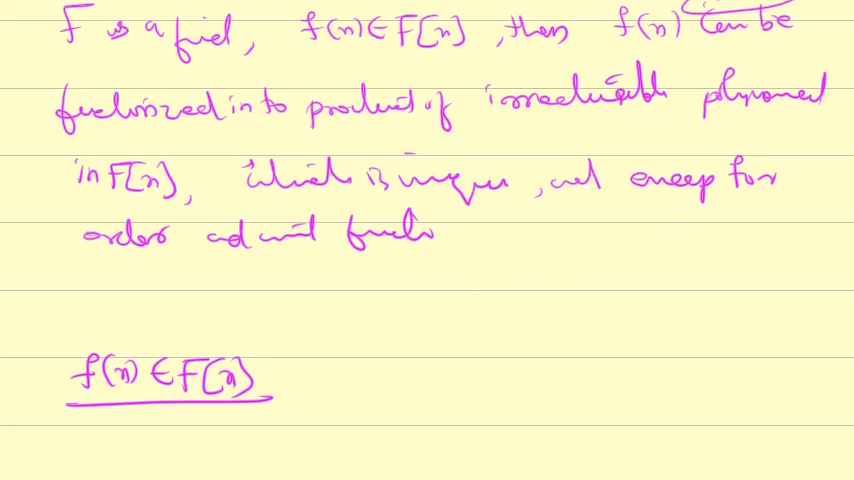 F is a field, f(x) ∈ F[x], then f(x) can be
factorized into product of irreducible polynomial
in F[x], which is unique, except for
order and unit factor
f(x) ∈ F[x]